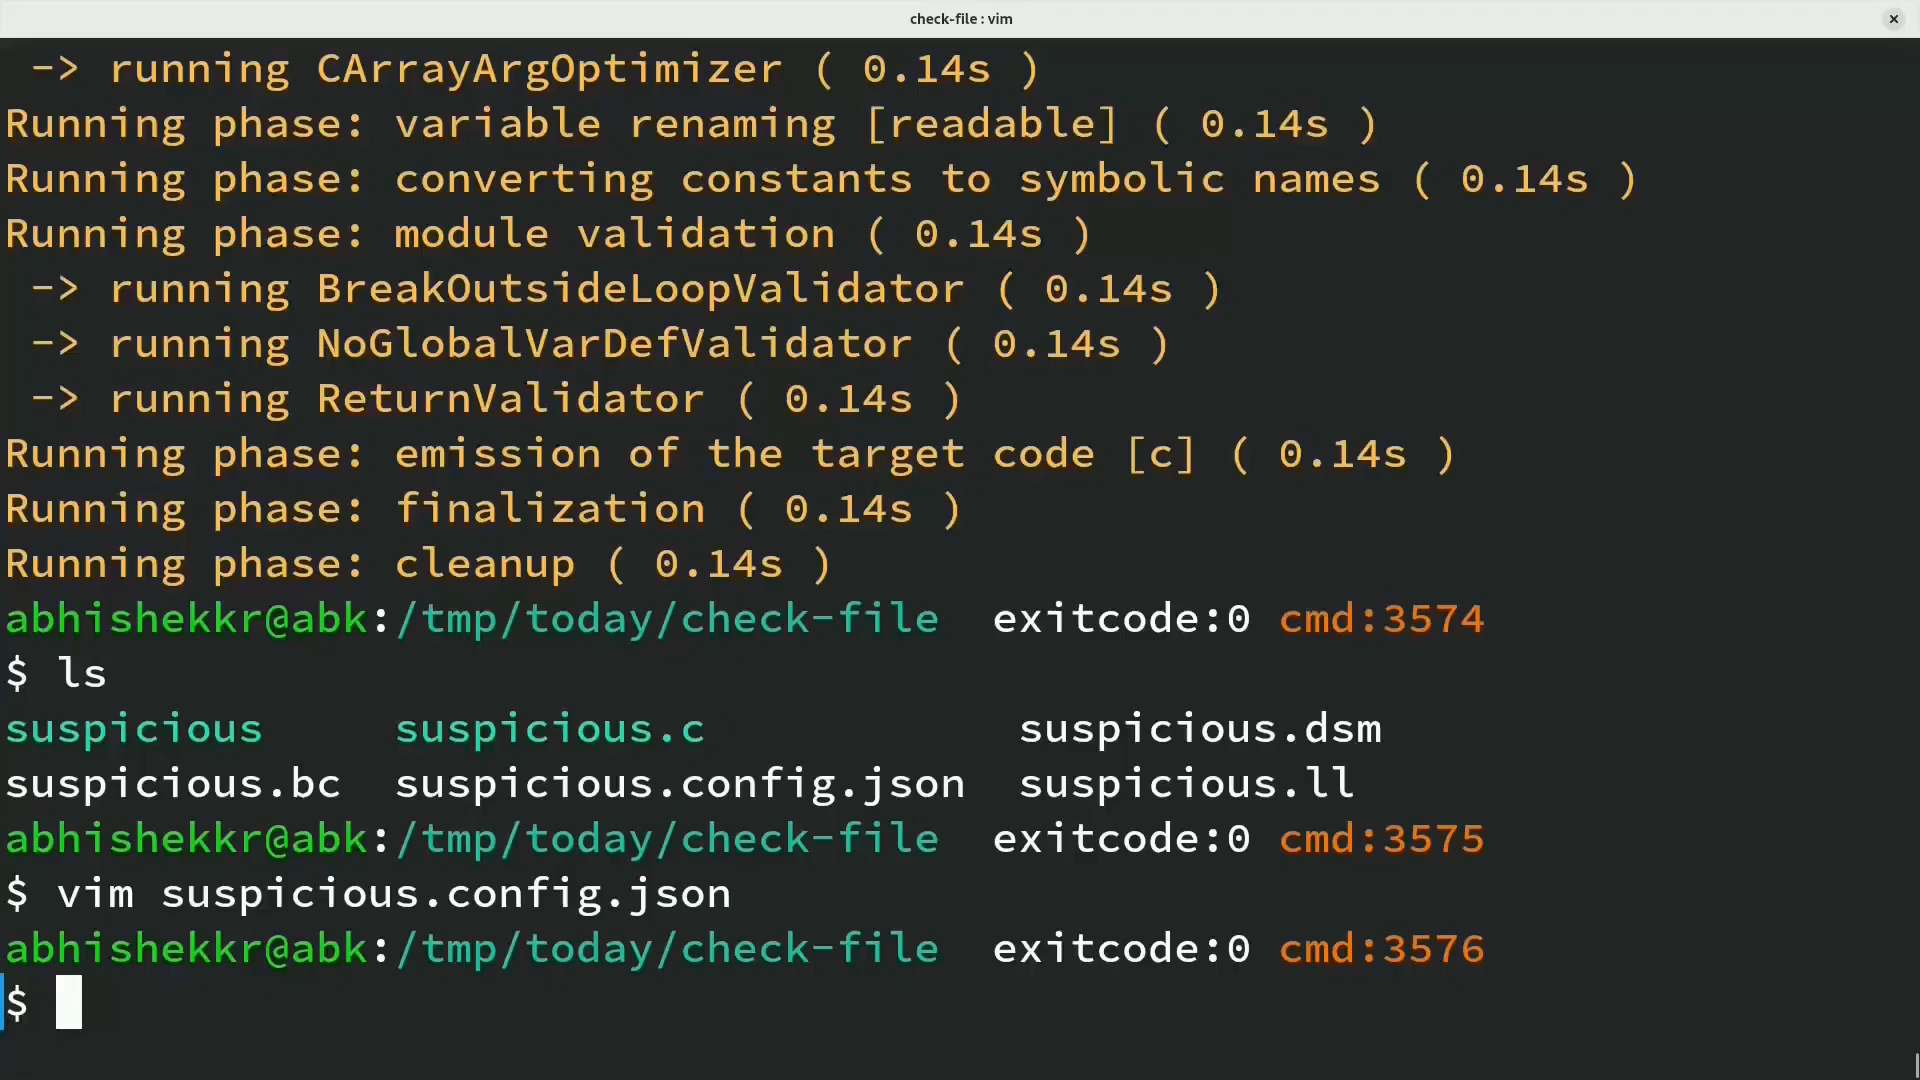 check-file : vim
-> running CArrayArgOptimizer ( 0.14s )
Running phase: variable renaming [readable] ( 0.14s )
Running phase: converting constants to symbolic names ( 0.14s )
Running phase: module validation ( 0.14s )
-> running BreakOutsideLoopValidator ( 0.14s )
-> running NoGlobalVarDefValidator ( 0.14s )
-> running ReturnValidator ( 0.14s )
Running phase: emission of the target code [c] ( 0.14s )
Running phase: finalization ( 0.14s )
Running phase: cleanup ( 0.14s )
abhishekkr@abk:/tmp/today/check-file exitcode:0 cmd:3574
$ ls
suspicious suspicious.c suspicious.dsm
suspicious.bc suspicious.config.json suspicious.ll
abhishekkr@abk:/tmp/today/check-file exitcode:0 cmd:3575
$ vim suspicious.config.json
abhishekkr@abk:/tmp/today/check-file exitcode:0 cmd:3576
$